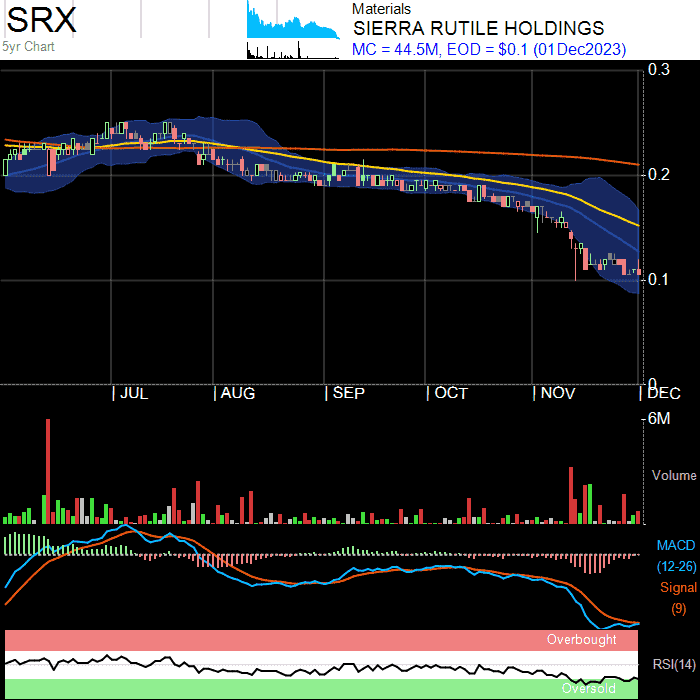 SRX
5yr Chart
Materials
SIERRA RUTILE HOLDINGS
MC = 44.5M, EOD = $0.1 (01Dec2023)
0.3
0.2
0.1
0
| JUL | AUG | SEP | OCT | NOV | DEC
6M
Volume
MACD
(12-26)
Signal
(9)
Overbought
RSI(14)
Oversold